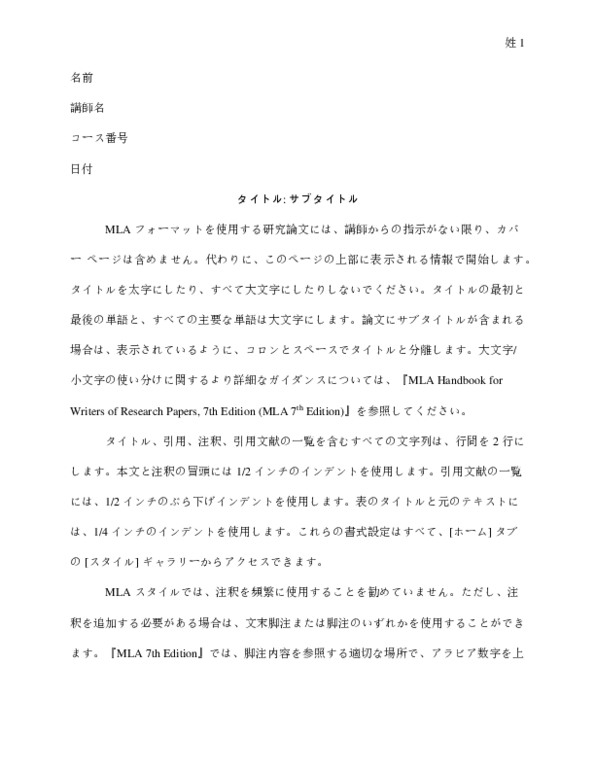 姓 1
名前
講師名
コース番号
日付
タイトル: サブタイトル
MLA フォーマットを使用する研究論文には、講師からの指示がない限り、カバ
ー ページは含めません。代わりに、このページの上部に表示される情報で開始します。
タイトルを太字にしたり、すべて大文字にしたりしないでください。タイトルの最初と
最後の単語と、すべての主要な単語は大文字にします。論文にサブタイトルが含まれる
場合は、表示されているように、コロンとスペースでタイトルと分離します。大文字/
小文字の使い分けに関するより詳細なガイダンスについては、『MLA Handbook for
Writers of Research Papers, 7th Edition (MLA 7th Edition)』を参照してください。
タイトル、引用、注釈、引用文献の一覧を含むすべての文字列は、行間を 2 行に
します。本文と注釈の冒頭には 1/2 インチのインデントを使用します。引用文献の一覧
には、1/2 インチのぶら下げインデントを使用します。表のタイトルと元のテキストに
は、1/4 インチのインデントを使用します。これらの書式設定はすべて、[ホーム] タブ
の [スタイル] ギャラリーからアクセスできます。
MLA スタイルでは、注釈を頻繁に使用することを勧めていません。ただし、注
釈を追加する必要がある場合は、文末脚注または脚注のいずれかを使用することができ
ます。『MLA 7th Edition』では、脚注内容を参照する適切な場所で、アラビア数字を上